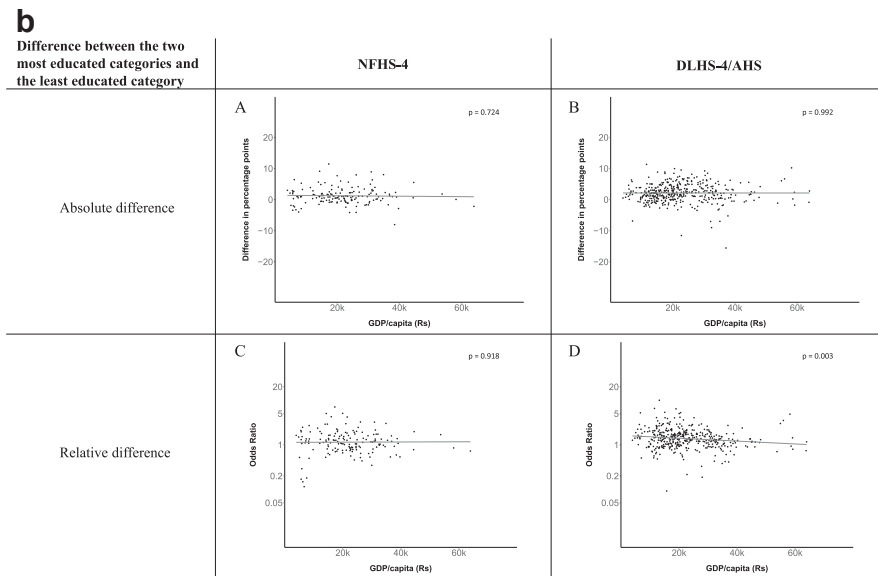 b
Difference between the two
most educated categories and
the least educated category
NFHS-4
DLHS-4/AHS
Absolute difference
A
p = 0.724
Difference in percentage points
20
10
0
−10
−20
20k
40k
60k
GDP/capita (Rs)
B
p = 0.992
Difference in percentage points
20
10
0
−10
−20
20k
40k
60k
GDP/capita (Rs)
Relative difference
C
p = 0.918
Odds Ratio
20
5
1
0.2
0.05
20k
40k
60k
GDP/capita (Rs)
D
p = 0.003
Odds Ratio
20
5
1
0.2
0.05
20k
40k
60k
GDP/capita (Rs)